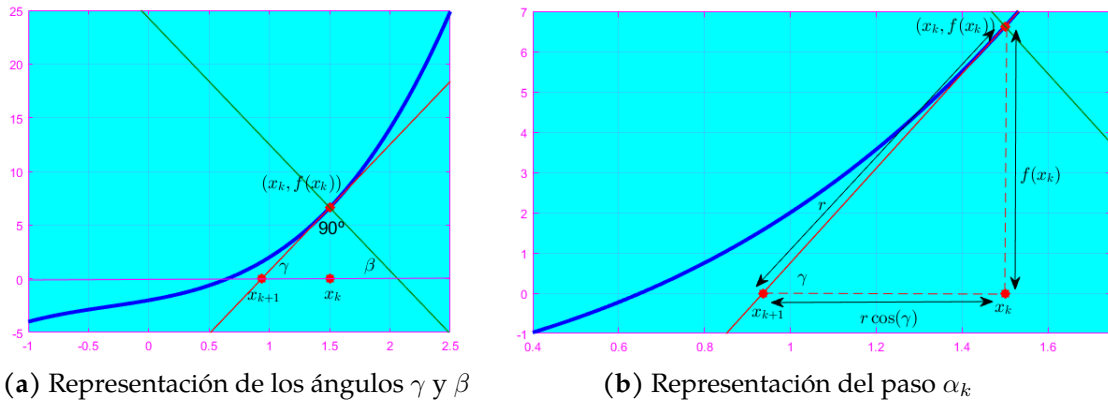 25
20
15
10
5
0
-5
-1
-0.5
0
0.5
1
1.5
2
2.5
(x_k, f(x_k))
90º
γ
β
x_{k+1}
x_k
7
6
5
4
3
2
1
0
-1
0.4
0.6
0.8
1
1.2
1.4
1.6
(x_k, f(x_k))
f(x_k)
r
γ
x_{k+1}
x_k
r cos(γ)
(a) Representación de los ángulos γ y β
(b) Representación del paso α_k